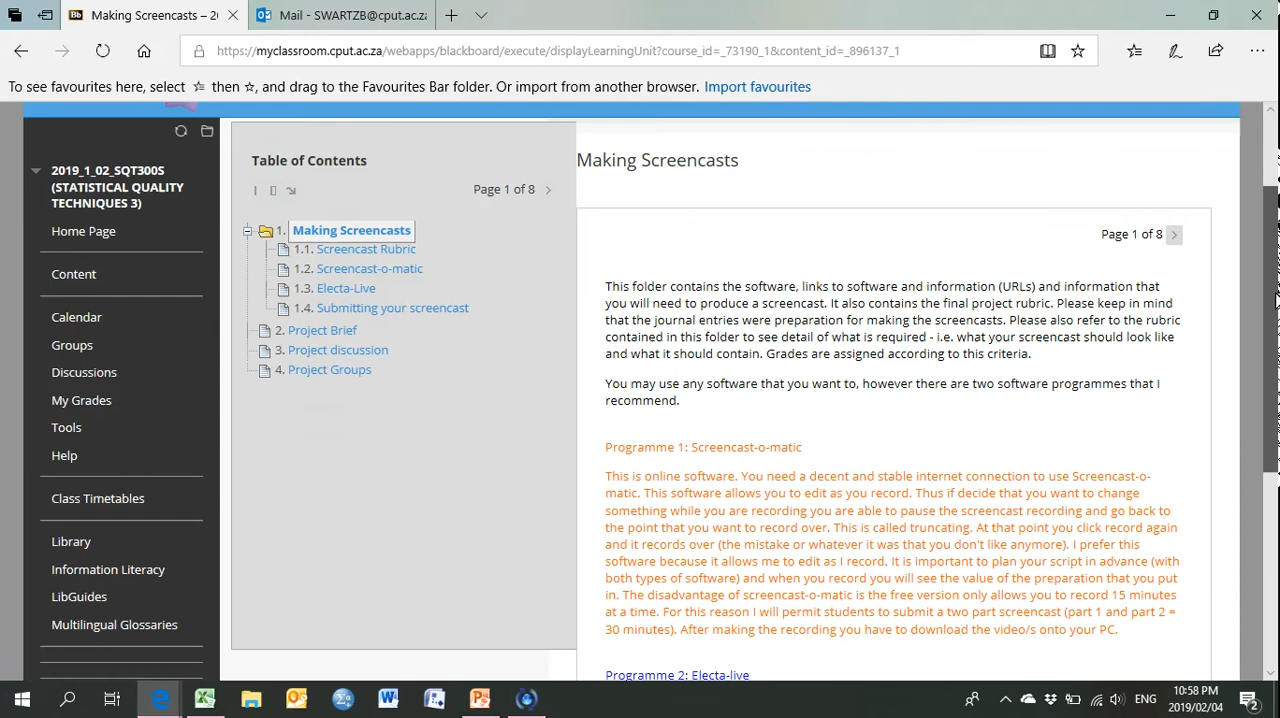 Making Screencasts – 20
Mail - SWARTZB@cput.ac.za
https://myclassroom.cput.ac.za/webapps/blackboard/execute/displayLearningUnit?course_id=_73190_1&content_id=_896137_1
To see favourites here, select ☆ then ☆, and drag to the Favourites Bar folder. Or import from another browser. Import favourites
2019_1_02_SQT300S
(STATISTICAL QUALITY
TECHNIQUES 3)
Home Page
Content
Calendar
Groups
Discussions
My Grades
Tools
Help
Class Timetables
Library
Information Literacy
LibGuides
Multilingual Glossaries
Table of Contents
Page 1 of 8
1. Making Screencasts
1.1. Screencast Rubric
1.2. Screencast-o-matic
1.3. Electa-Live
1.4. Submitting your screencast
2. Project Brief
3. Project discussion
4. Project Groups
Making Screencasts
Page 1 of 8
This folder contains the software, links to software and information (URLs) and information that
you will need to produce a screencast. It also contains the final project rubric. Please keep in mind
that the journal entries were preparation for making the screencasts. Please also refer to the rubric
contained in this folder to see detail of what is required - i.e. what your screencast should look like
and what it should contain. Grades are assigned according to this criteria.
You may use any software that you want to, however there are two software programmes that I
recommend.
Programme 1: Screencast-o-matic
This is online software. You need a decent and stable internet connection to use Screencast-o-
matic. This software allows you to edit as you record. Thus if decide that you want to change
something while you are recording you are able to pause the screencast recording and go back to
the point that you want to record over. This is called truncating. At that point you click record again
and it records over (the mistake or whatever it was that you don't like anymore). I prefer this
software because it allows me to edit as I record. It is important to plan your script in advance (with
both types of software) and when you record you will see the value of the preparation that you put
in. The disadvantage of screencast-o-matic is the free version only allows you to record 15 minutes
at a time. For this reason I will permit students to submit a two part screencast (part 1 and part 2 =
30 minutes). After making the recording you have to download the video/s onto your PC.
Programme 2: Electa-live
ENG
10:58 PM
2019/02/04
2